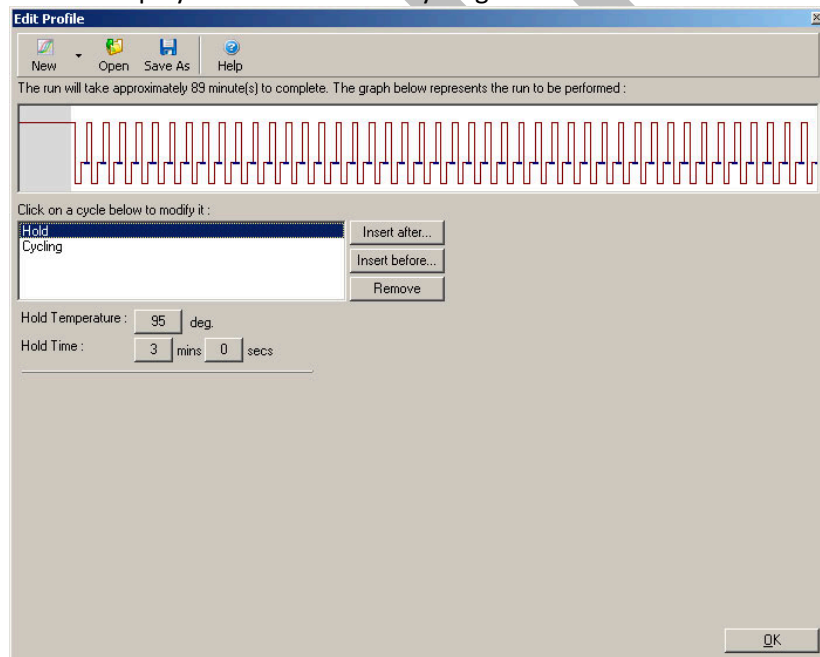 Edit Profile
New Open Save As Help
The run will take approximately 89 minute(s) to complete. The graph below represents the run to be performed :
Click on a cycle below to modify it :
Hold
Cycling
Insert after...
Insert before...
Remove
Hold Temperature : 95 deg.
Hold Time : 3 mins 0 secs
OK